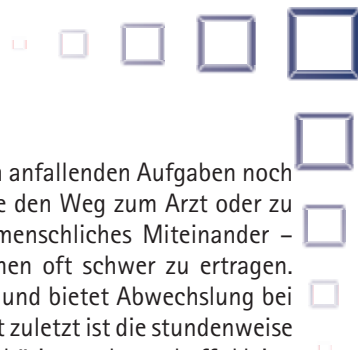 anfallenden Aufgaben noch
den Weg zum Arzt oder zu
menschliches Miteinander –
oft schwer zu ertragen.
und bietet Abwechslung bei
zuletzt ist die stundenweise